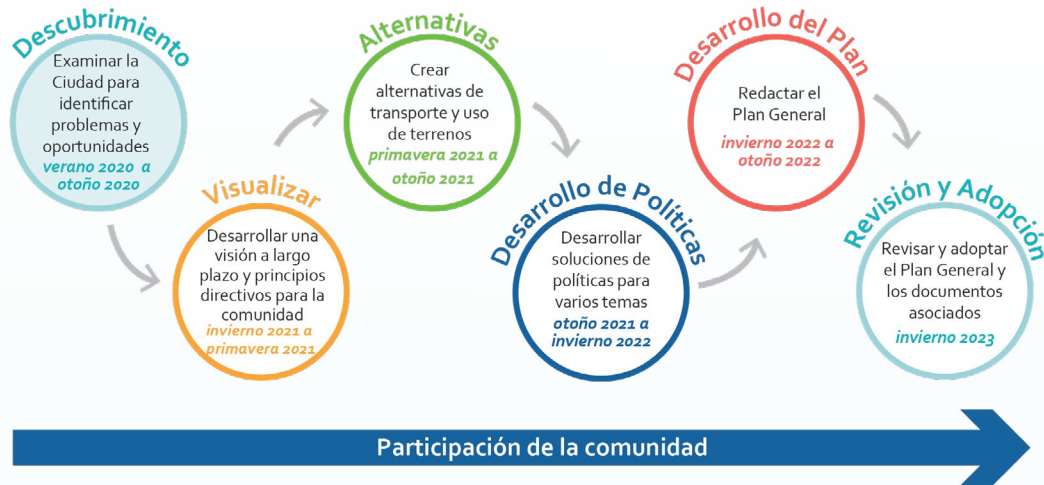 Descubrimiento
Examinar la
Ciudad para
identificar
problemas y
oportunidades
verano 2020 a
otoño 2020
Visualizar
Desarrollar una
visión a largo
plazo y principios
directivos para la
comunidad
invierno 2021 a
primavera 2021
Alternativas
Crear
alternativas de
transporte y uso
de terrenos
primavera 2021 a
otoño 2021
Desarrollo de Políticas
Desarrollar
soluciones de
políticas para
varios temas
otoño 2021 a
invierno 2022
Desarrollo del Plan
Redactar el
Plan General
invierno 2022 a
otoño 2022
Revisión y Adopción
Revisar y adoptar
el Plan General y
los documentos
asociados
invierno 2023
Participación de la comunidad